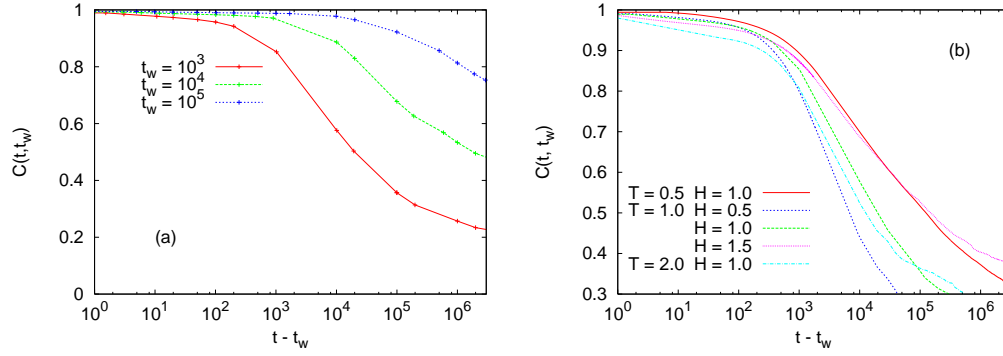 1
0.8
0.6
0.4
0.2
0
C(t,t_w)
t_w = 10^3
t_w = 10^4
t_w = 10^5
(a)
10^0 10^1 10^2 10^3 10^4 10^5 10^6
t - t_w
1
0.9
0.8
0.7
0.6
0.5
0.4
0.3
C(t, t_w)
(b)
T = 0.5 H = 1.0
T = 1.0 H = 0.5
H = 1.0
H = 1.5
T = 2.0 H = 1.0
10^0 10^1 10^2 10^3 10^4 10^5 10^6
t - t_w